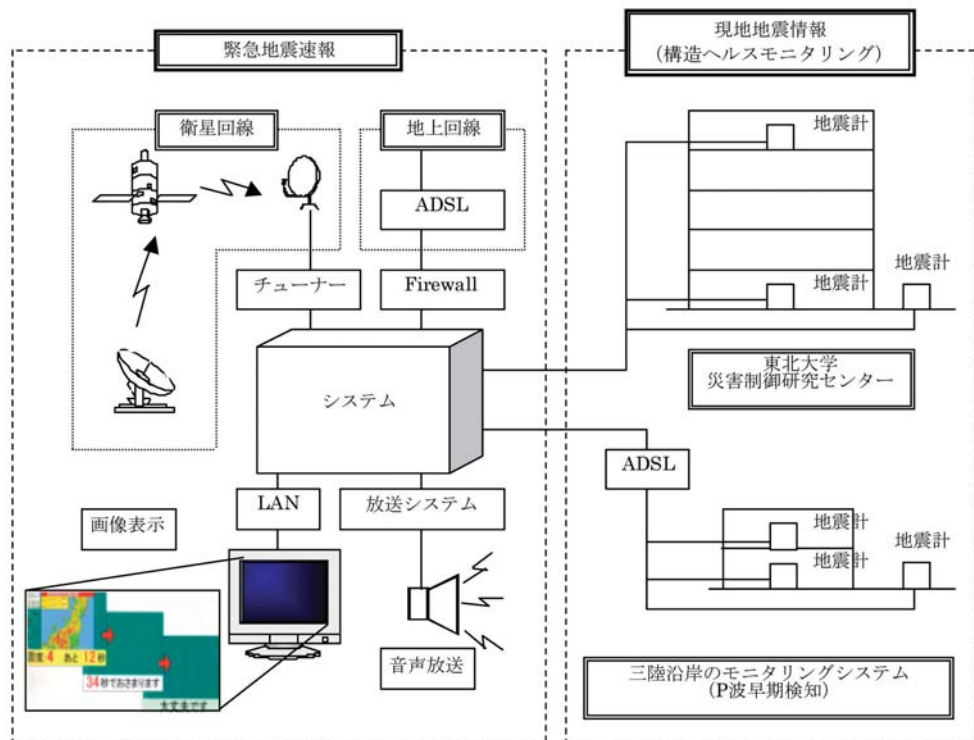 緊急地震速報
現地地震情報
(構造ヘルスモニタリング)
衛星回線
地上回線
ADSL
チューナー
Firewall
システム
LAN
放送システム
画像表示
震度4 あと12秒
34秒でおさまります
大丈夫です
音声放送
地震計
地震計
地震計
東北大学
災害制御研究センター
ADSL
地震計
地震計
地震計
三陸沿岸のモニタリングシステム
(P波早期検知)